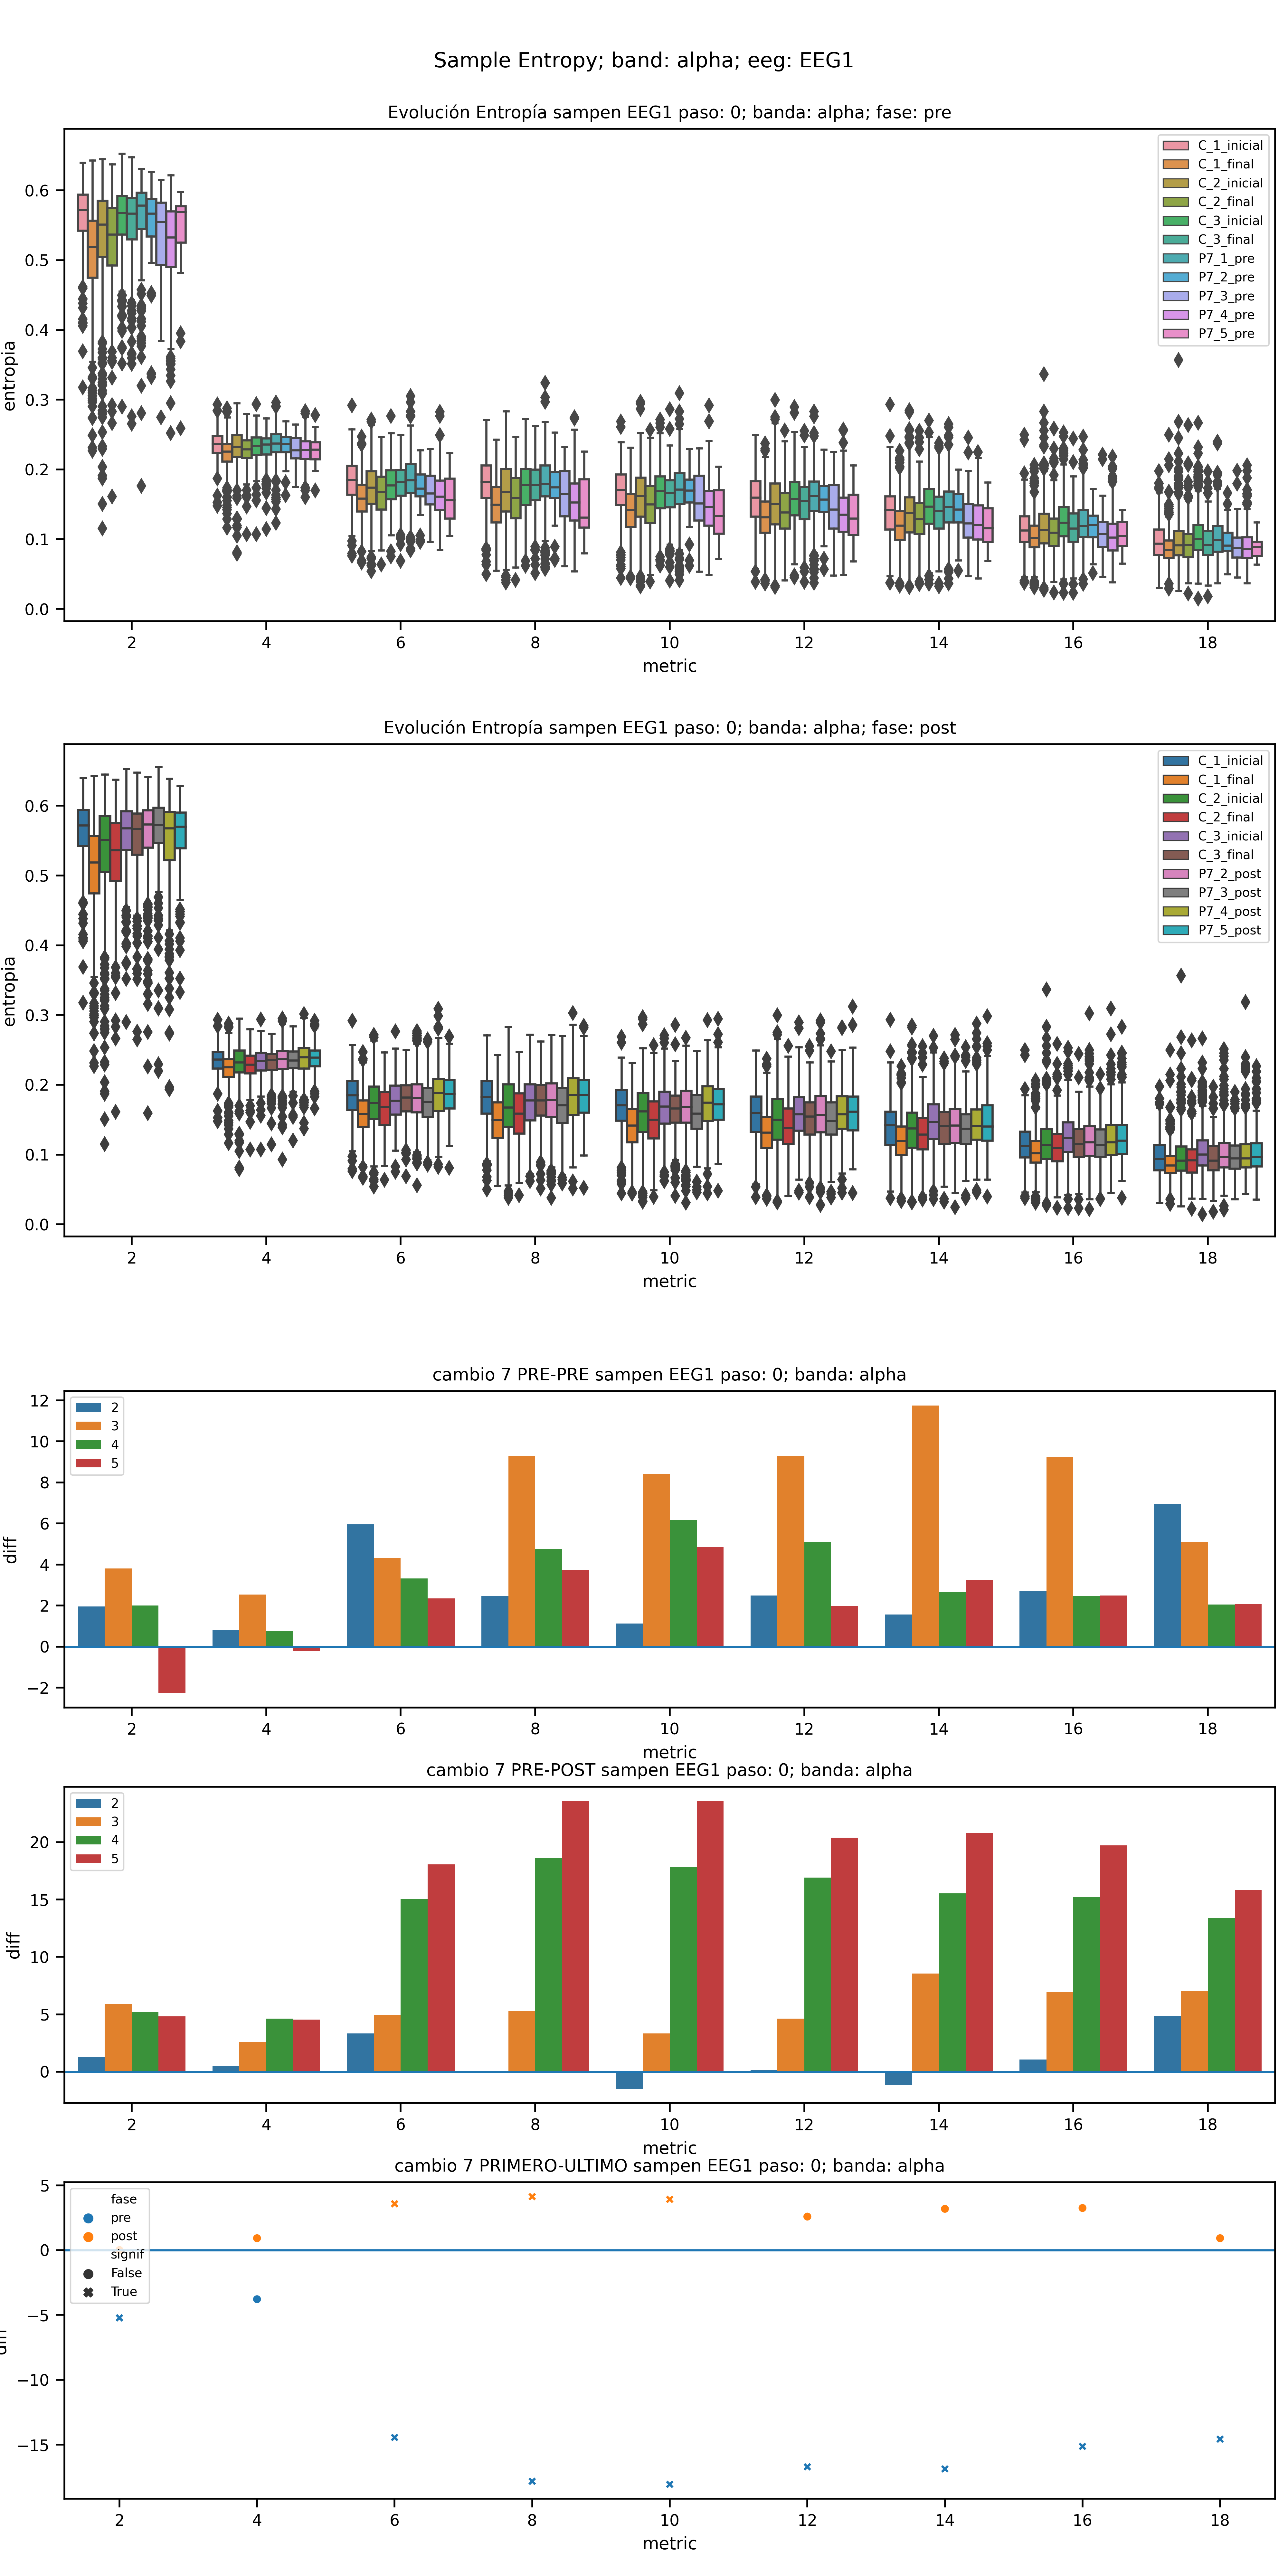 Sample Entropy; band: alpha; eeg: EEG1
Evolución Entropía sampen EEG1 paso: 0; banda: alpha; fase: pre
C_1_inicial
C_1_final
C_2_inicial
C_2_final
C_3_inicial
C_3_final
P7_1_pre
P7_2_pre
P7_3_pre
P7_4_pre
P7_5_pre
entropia
0.6
0.5
0.4
0.3
0.2
0.1
0.0
2 4 6 8 10 12 14 16 18
metric
Evolución Entropía sampen EEG1 paso: 0; banda: alpha; fase: post
C_1_inicial
C_1_final
C_2_inicial
C_2_final
C_3_inicial
C_3_final
P7_2_post
P7_3_post
P7_4_post
P7_5_post
entropia
0.6
0.5
0.4
0.3
0.2
0.1
0.0
2 4 6 8 10 12 14 16 18
metric
cambio 7 PRE-PRE sampen EEG1 paso: 0; banda: alpha
2
3
4
5
diff
12
10
8
6
4
2
0
−2
2 4 6 8 10 12 14 16 18
metric
cambio 7 PRE-POST sampen EEG1 paso: 0; banda: alpha
2
3
4
5
diff
20
15
10
5
0
2 4 6 8 10 12 14 16 18
metric
cambio 7 PRIMERO-ULTIMO sampen EEG1 paso: 0; banda: alpha
fase
pre
post
signif
False
True
5
0
−5
−10
−15
2 4 6 8 10 12 14 16 18
metric